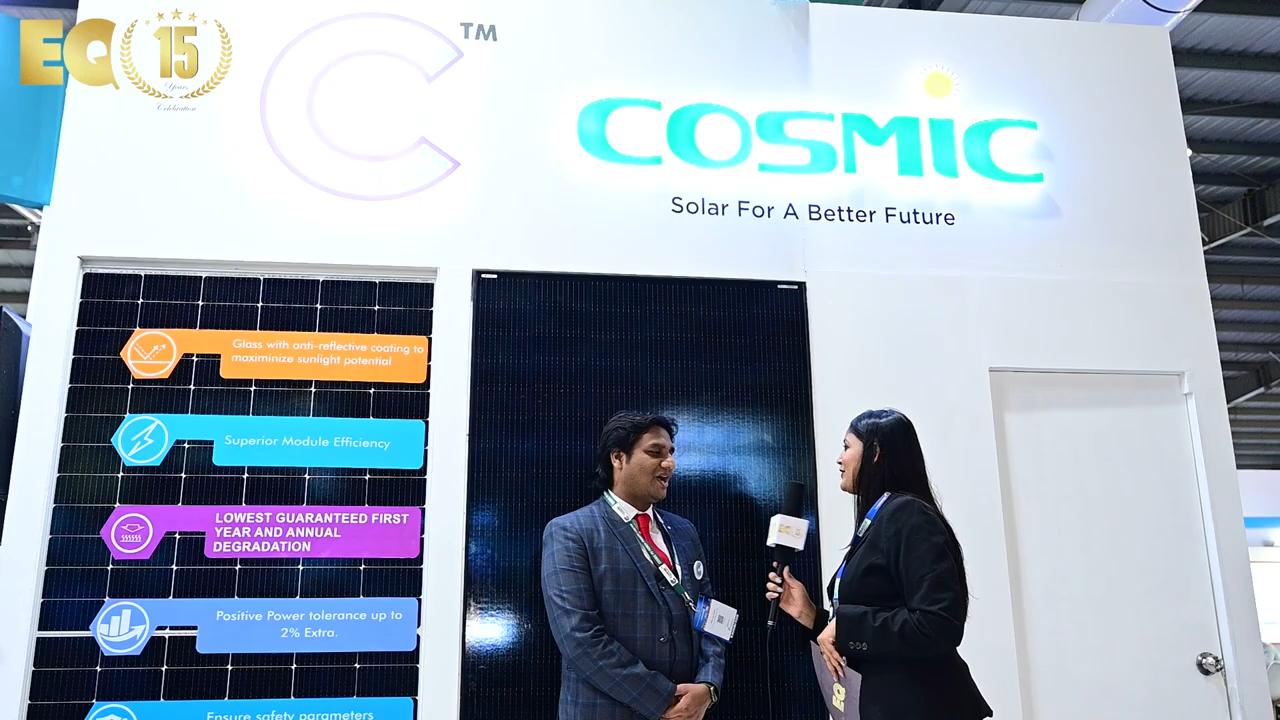 EQ
15
Years
Celebration
C TM
COSMIC
Solar For A Better Future
Glass with anti-reflective coating to
maximinize sunlight potential
Superior Module Efficiency
LOWEST GUARANTEED FIRST
YEAR AND ANNUAL
DEGRADATION
Positive Power tolerance up to
2% Extra.
Ensure safety parameters
EQ